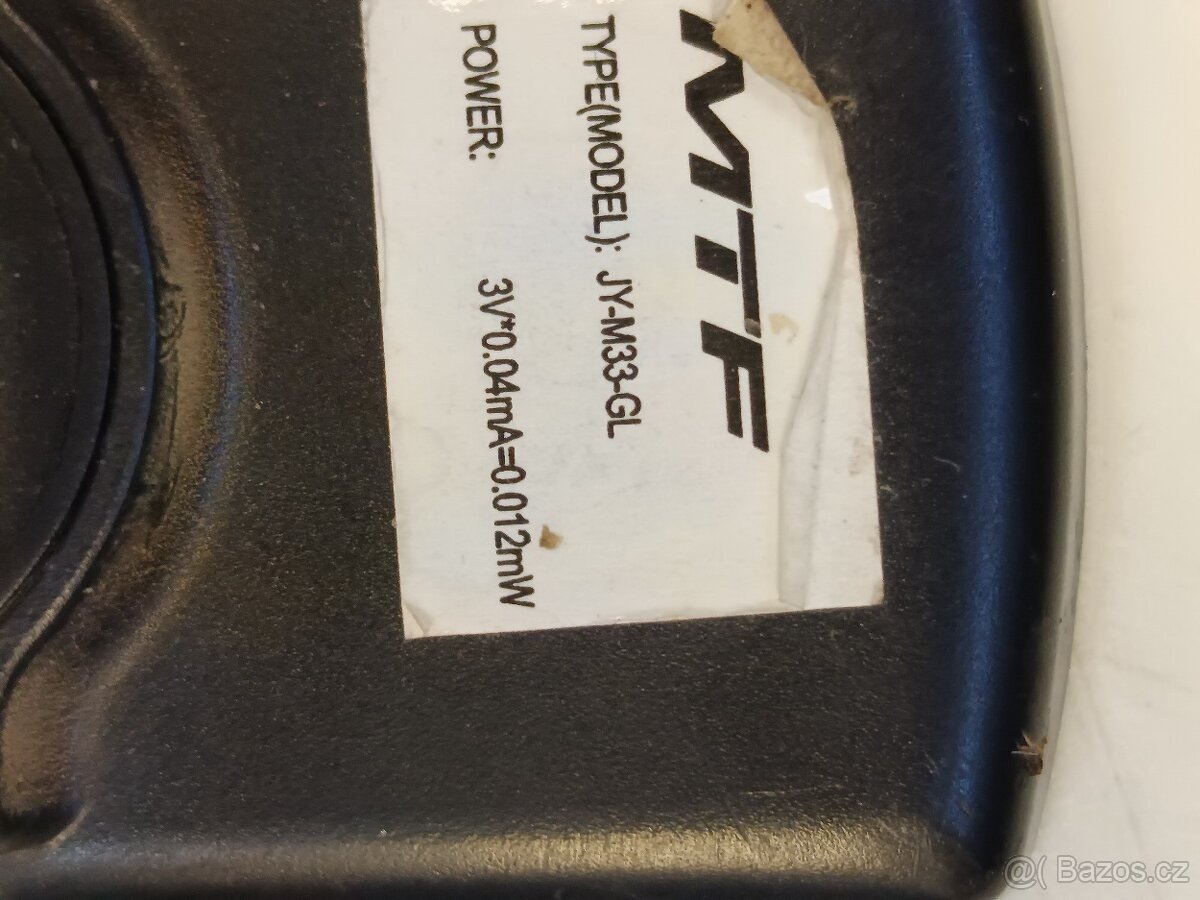 MTF
TYPE(MODEL): JY-M33-GL
POWER: 3V*0.04mA=0.012mW
@( Bazos.cz